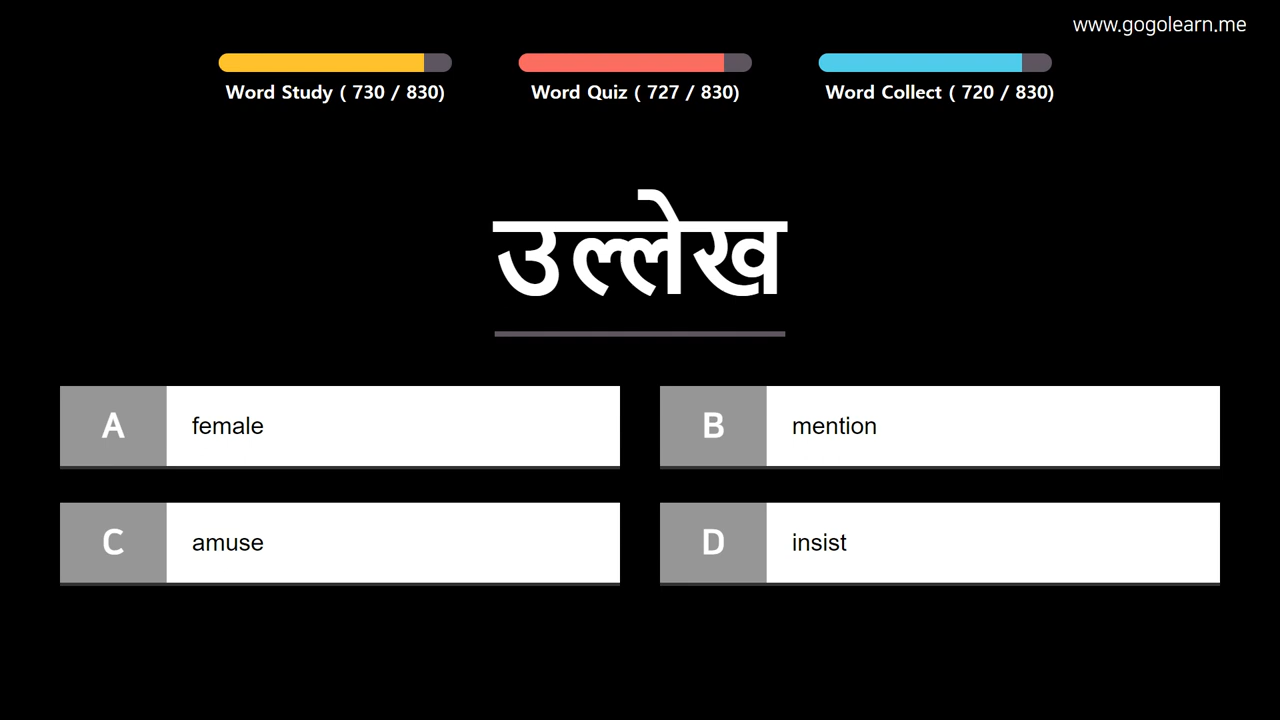 www.gogolearn.me
Word Study ( 730 / 830)
Word Quiz ( 727 / 830)
Word Collect ( 720 / 830)
उल्लेख
A female
B mention
C amuse
D insist